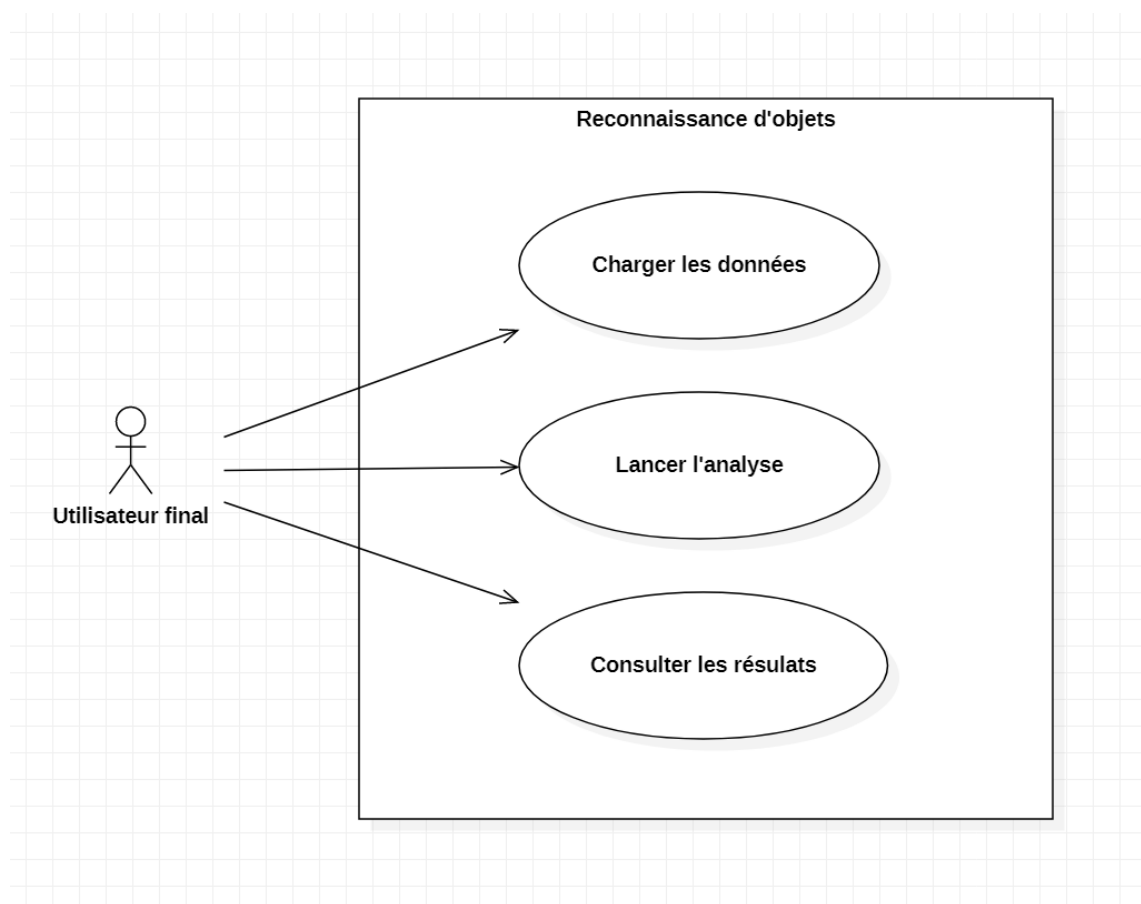 Reconnaissance d'objets
Charger les données
Lancer l'analyse
Utilisateur final
Consulter les résulats